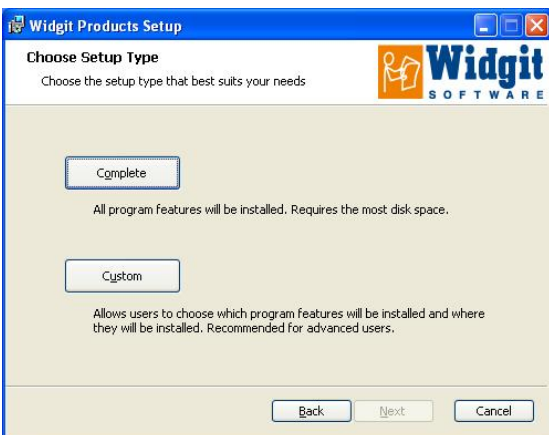 Widgit Products Setup
Choose Setup Type
Choose the setup type that best suits your needs
Widgit
SOFTWARE
Complete
All program features will be installed. Requires the most disk space.
Custom
Allows users to choose which program features will be installed and where
they will be installed. Recommended for advanced users.
Back Next Cancel